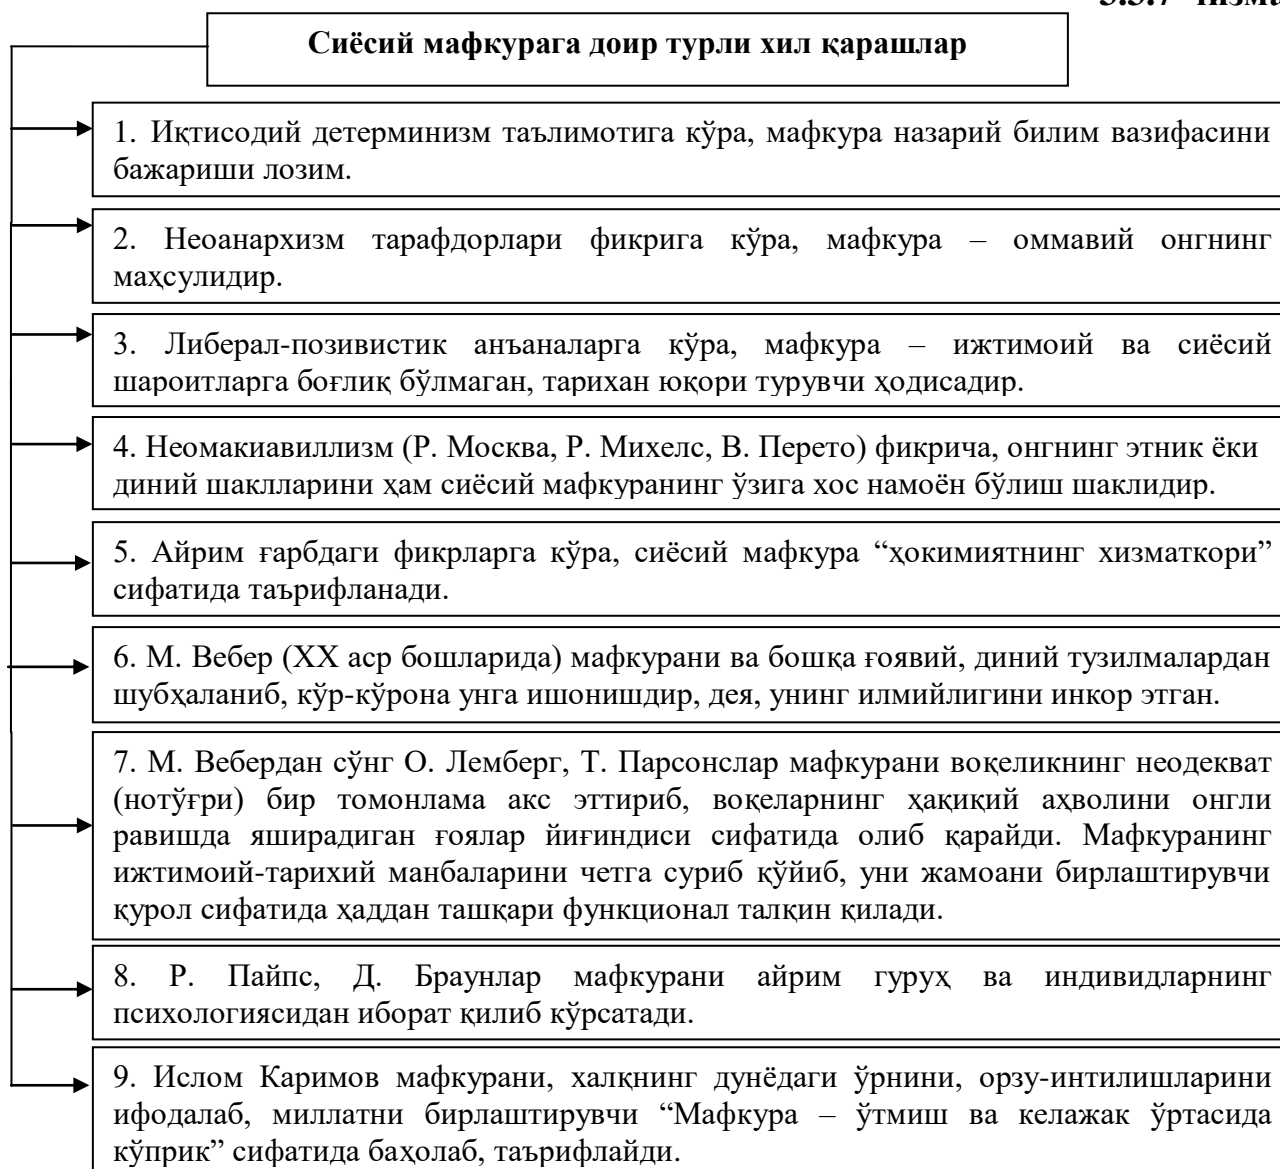 Сиёсий мафкурага доир турли хил қарашлар
1. Иқтисодий детерминизм таълимотига кўра, мафкура назарий билим вазифасини
бажариши лозим.
2. Неоанархизм тарафдорлари фикрига кўра, мафкура – оммавий онгнинг
маҳсулидир.
3. Либерал-позивистик анъаналарга кўра, мафкура – ижтимоий ва сиёсий
шароитларга боғлиқ бўлмаган, тарихан юқори турувчи ҳодисадир.
4. Неомакиавиллизм (Р. Москва, Р. Михелс, В. Перето) фикрича, онгнинг этник ёки
диний шаклларини ҳам сиёсий мафкуранинг ўзига хос намоён бўлиш шаклидир.
5. Айрим ғарбдаги фикрларга кўра, сиёсий мафкура “ҳокимиятнинг хизматкори”
сифатида таърифланади.
6. М. Вебер (ХХ аср бошларида) мафкурани ва бошқа ғоявий, диний тузилмалардан
шубҳаланиб, кўр-кўрона унга ишонишдир, дея, унинг илмийлигини инкор этган.
7. М. Вебердан сўнг О. Лемберг, Т. Парсонслар мафкурани воқеликнинг неодекват
(нотўғри) бир томонлама акс эттириб, воқеларнинг ҳақиқий аҳволини онгли
равишда яширадиган ғоялар йиғиндиси сифатида олиб қарайди. Мафкуранинг
ижтимоий-тарихий манбаларини четга суриб қўйиб, уни жамоани бирлаштирувчи
қурол сифатида ҳаддан ташқари функционал талқин қилади.
8. Р. Пайпс, Д. Браунлар мафкурани айрим гуруҳ ва индивидларнинг
психологиясидан иборат қилиб кўрсатади.
9. Ислом Каримов мафкурани, халқнинг дунёдаги ўрнини, орзу-интилишларини
ифодалаб, миллатни бирлаштирувчи “Мафкура – ўтмиш ва келажак ўртасида
кўприк” сифатида баҳолаб, таърифлайди.